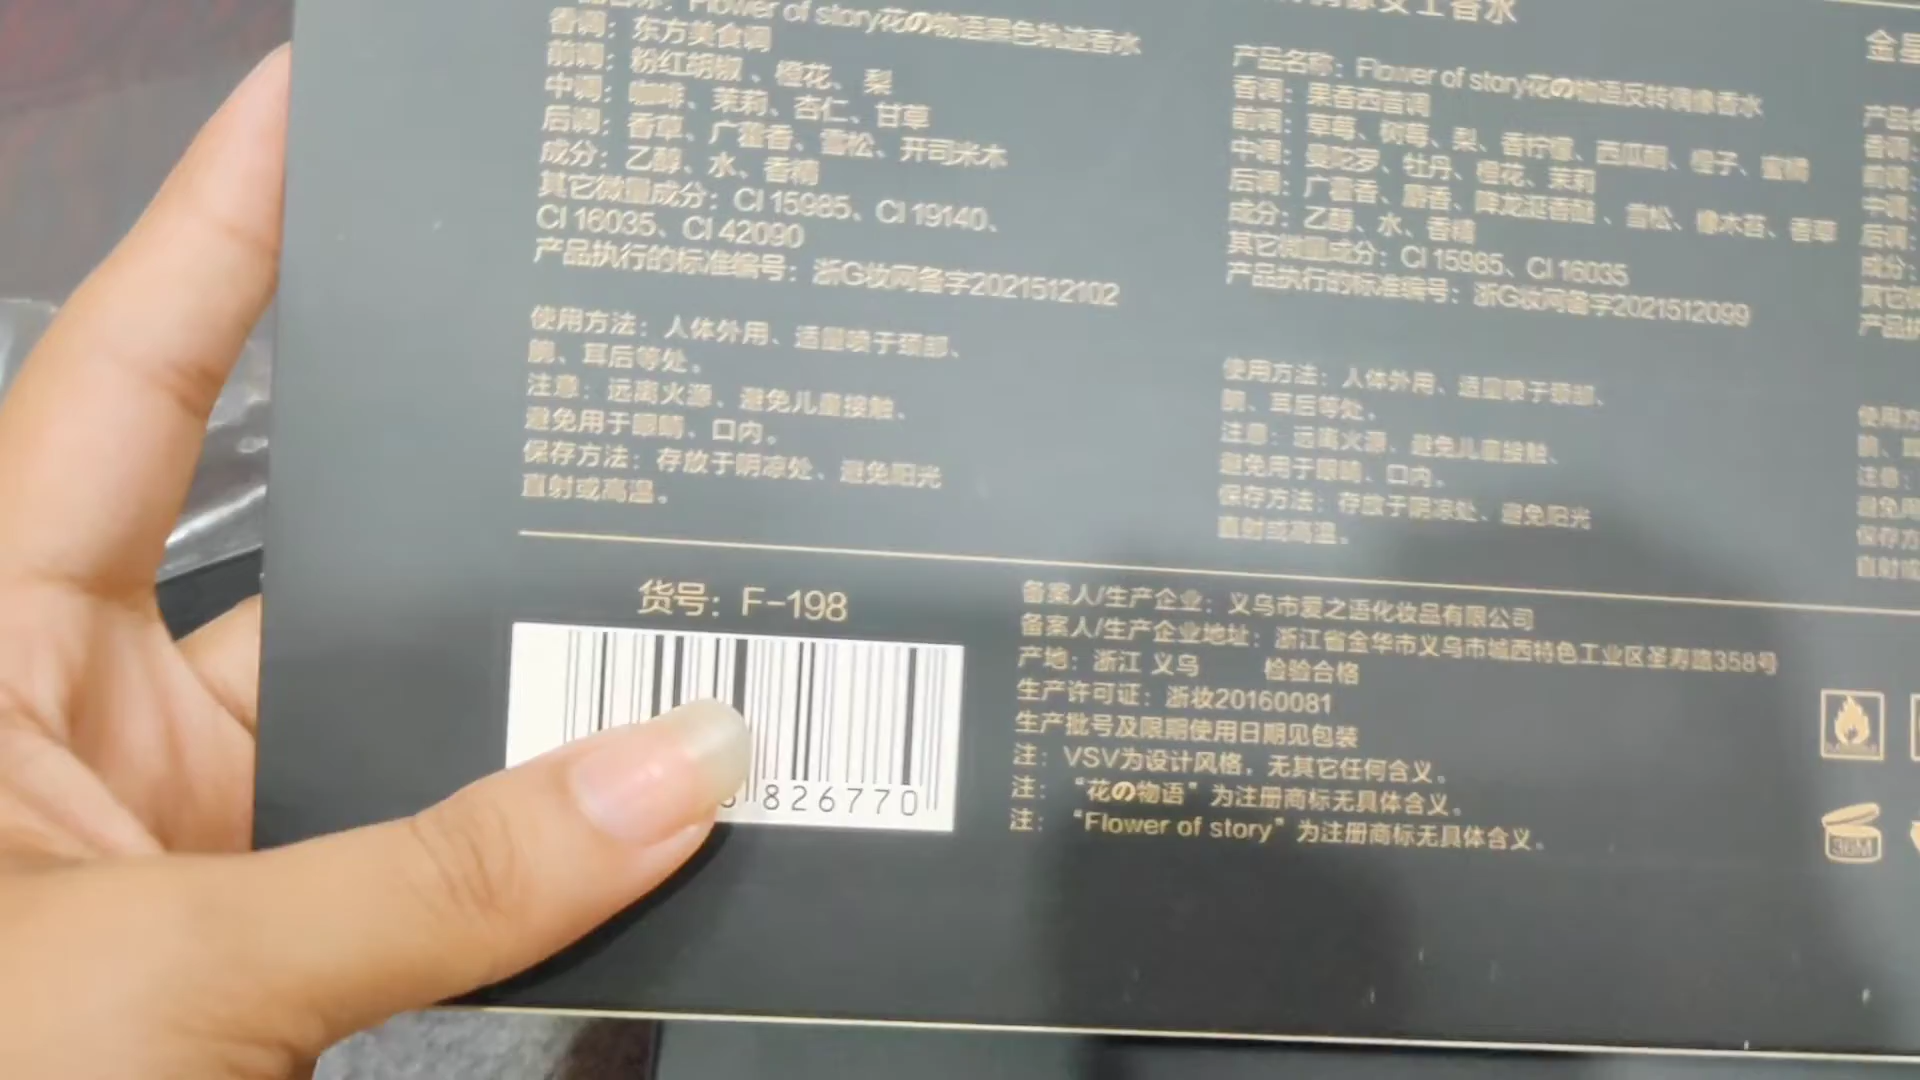 Flower of story花の物语黑色轨迹香水
香调：东方美食调
前调：粉红胡椒、橙花、梨
中调：咖啡、茉莉、杏仁、甘草
后调：香草、广藿香、雪松、开司米木
成分：乙醇、水、香精
其它微量成分：CI 15985、CI 19140、
CI 16035、CI 42090
产品执行的标准编号：浙G妆网备字2021512102
使用方法：人体外用、适量喷于颈部、
腕、耳后等处。
注意：远离火源、避免儿童接触、
避免用于眼睛、口内。
保存方法：存放于阴凉处、避免阳光
直射或高温。
香水
产品名称：Flower of story花の物语反转偶像香水
香调：果香西普调
前调：草莓、树莓、梨、香柠檬、西瓜酮、橙子、蜜桃
中调：曼陀罗、牡丹、橙花、茉莉
后调：广藿香、麝香、降龙涎香醚、雪松、橡木苔、香草
成分：乙醇、水、香精
其它微量成分：CI 15985、CI 16035
产品执行的标准编号：浙G妆网备字2021512099
使用方法：人体外用、适量喷于颈部、
腕、耳后等处、
注意：远离火源、避免儿童接触、
避免用于眼睛、口内。
保存方法：存放于阴凉处、避免阳光
直射或高温。
香调：
前调：
中调：
后调：
成分：
注意：
货号：F-198
826770
备案人/生产企业：义乌市爱之语化妆品有限公司
备案人/生产企业地址：浙江省金华市义乌市城西特色工业区圣寿路358号
产地：浙江 义乌 检验合格
生产许可证：浙妆20160081
生产批号及限期使用日期见包装
注：VSV为设计风格，无其它任何含义。
注：“花の物语”为注册商标无具体含义。
注：“Flower of story”为注册商标无具体含义。
36M